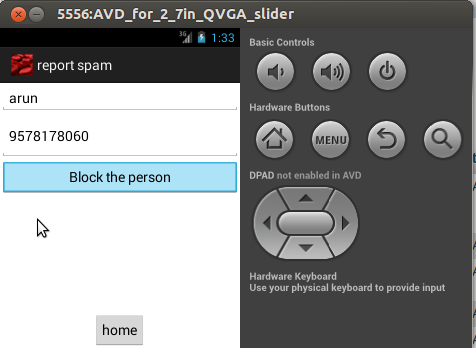 5556:AVD_for_2_7in_QVGA_slider
3G 1:33
report spam
arun
9578178060
Block the person
home
Basic Controls
Hardware Buttons
MENU
DPAD not enabled in AVD
Hardware Keyboard
Use your physical keyboard to provide input